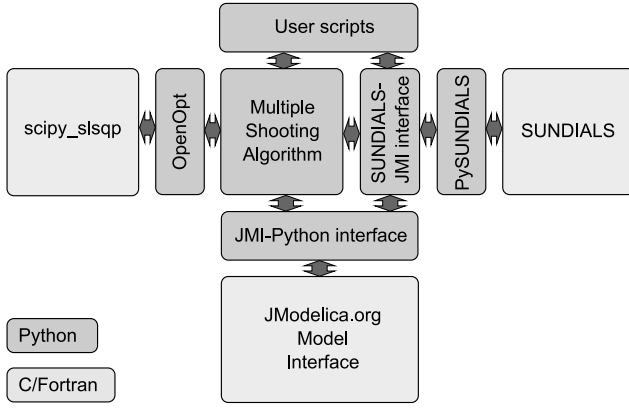 User scripts
scipy_slsqp
OpenOpt
Multiple
Shooting
Algorithm
SUNDIALS-
JMI interface
PySUNDIALS
SUNDIALS
JMI-Python interface
JModelica.org
Model
Interface
Python
C/Fortran